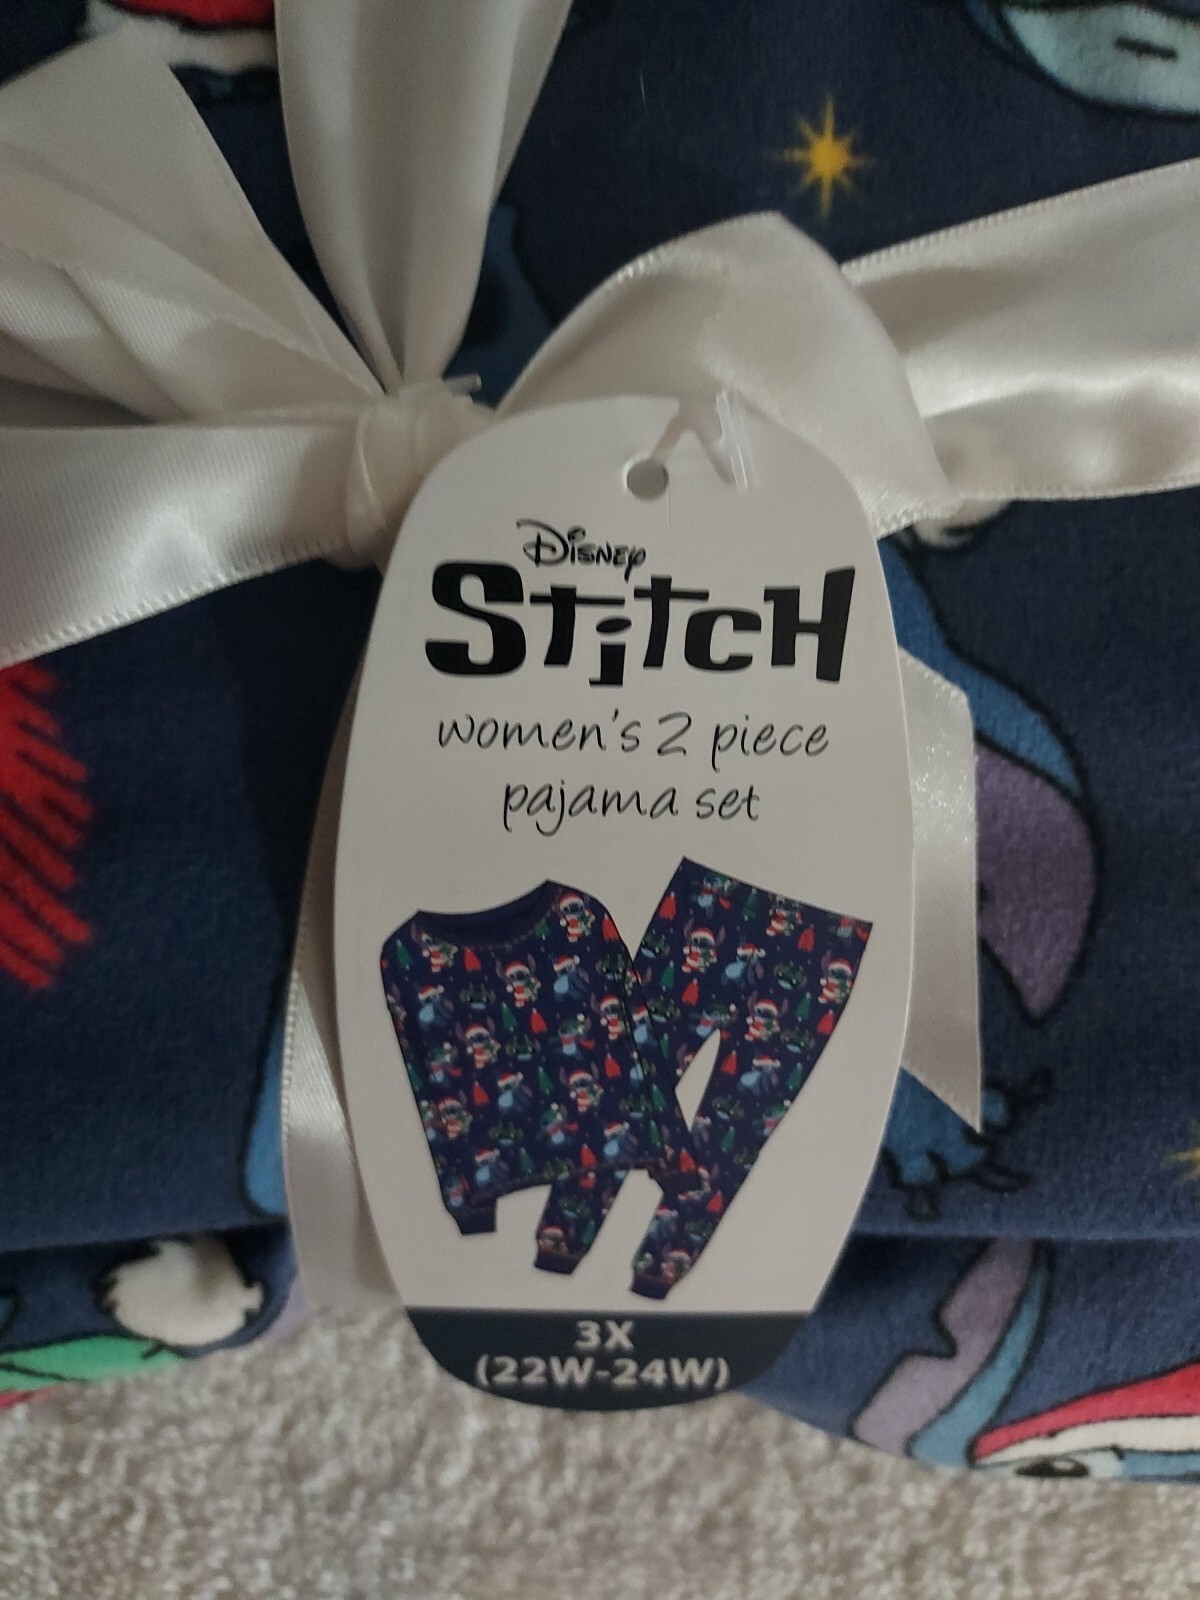 Disney
Stitch
women's 2 piece
pajama set
3X
(22W-24W)